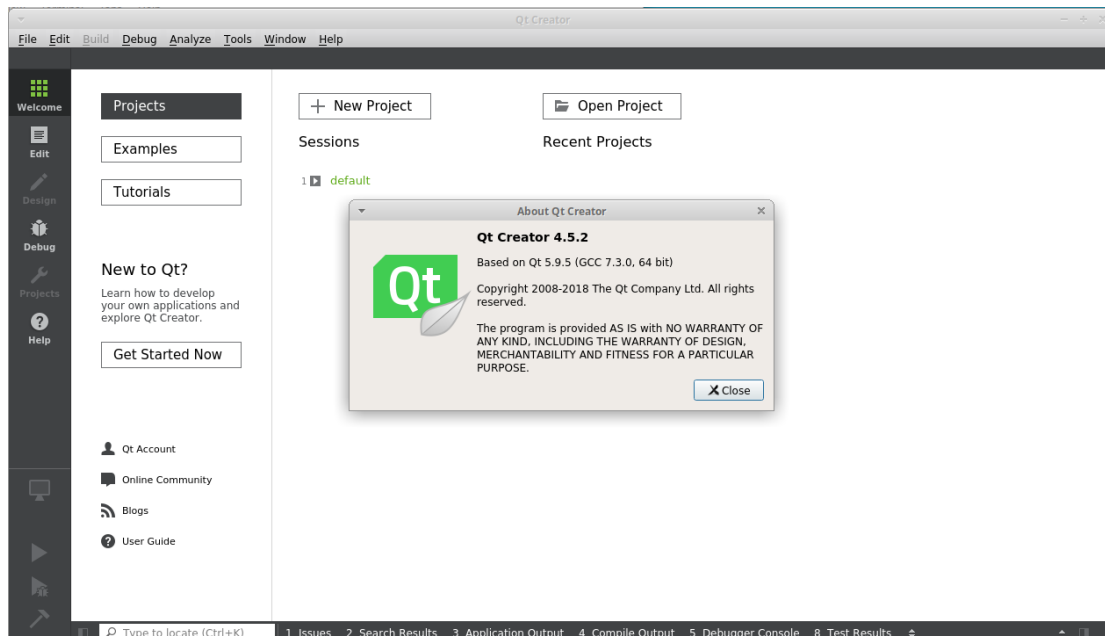 Qt Creator
File Edit Build Debug Analyze Tools Window Help
Welcome
Edit
Design
Debug
Projects
Help
Projects
Examples
Tutorials
New to Qt?
Learn how to develop
your own applications and
explore Qt Creator.
Get Started Now
Qt Account
Online Community
Blogs
User Guide
New Project
Open Project
Sessions
Recent Projects
1 default
About Qt Creator
Qt
Qt Creator 4.5.2
Based on Qt 5.9.5 (GCC 7.3.0, 64 bit)
Copyright 2008-2018 The Qt Company Ltd. All rights
reserved.
The program is provided AS IS with NO WARRANTY OF
ANY KIND, INCLUDING THE WARRANTY OF DESIGN,
MERCHANTABILITY AND FITNESS FOR A PARTICULAR
PURPOSE.
Close
Type to locate (Ctrl+K) 1 Issues 2 Search Results 3 Application Output 4 Compile Output 5 Debugger Console 8 Test Results